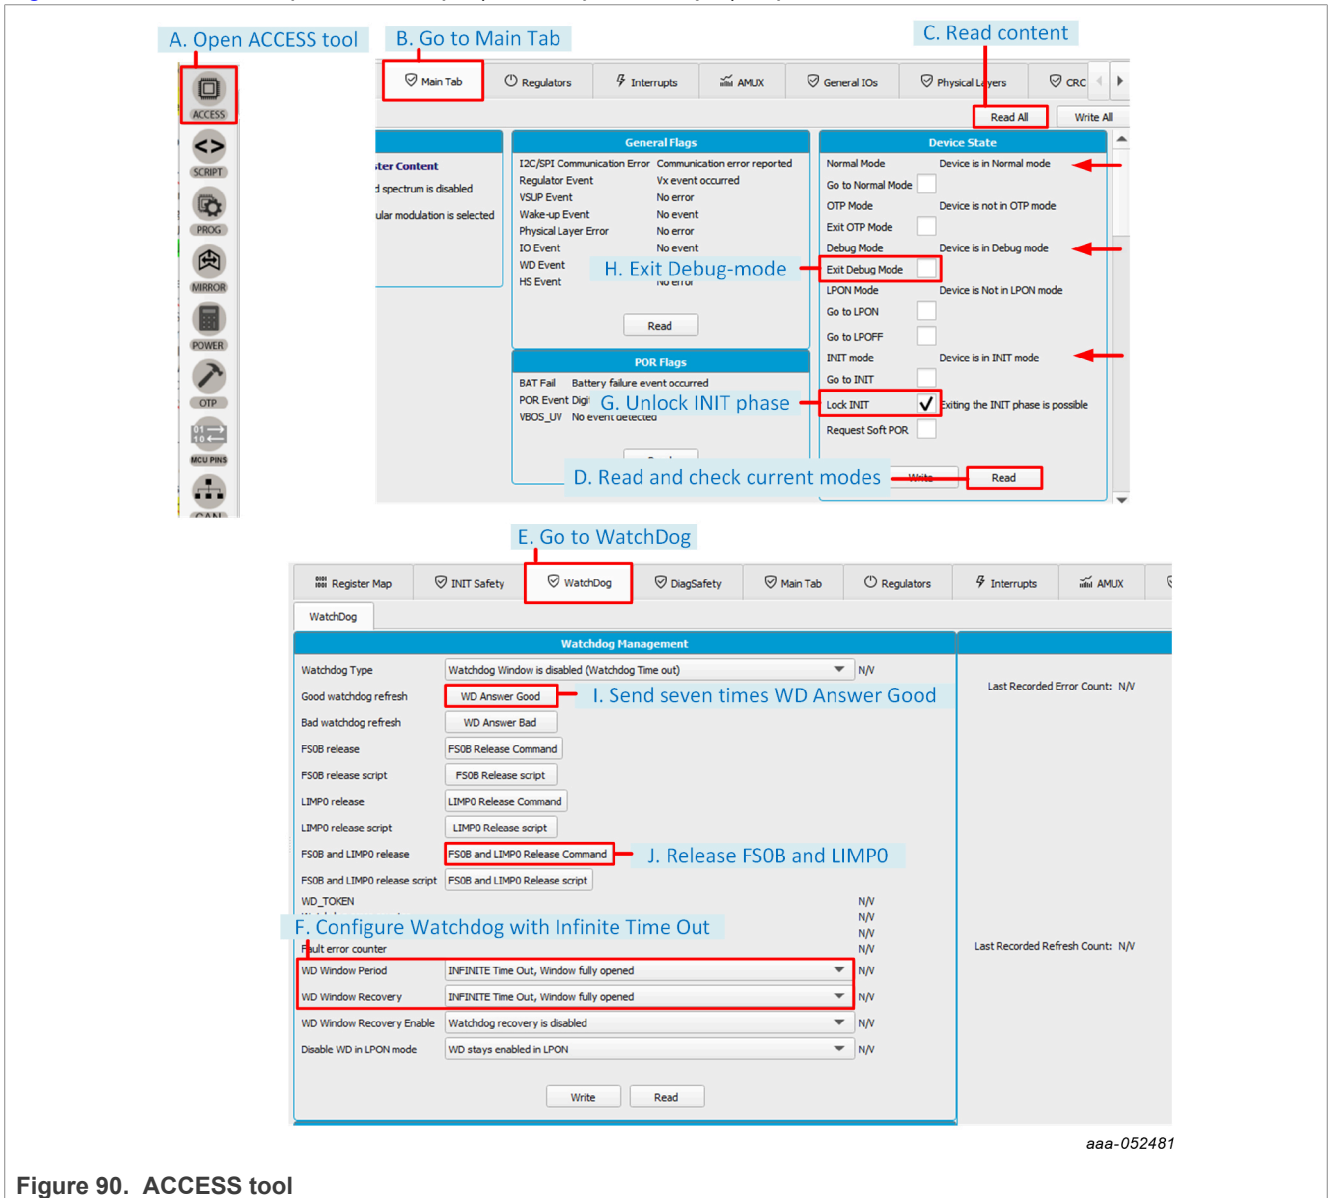 A. Open ACCESS tool
B. Go to Main Tab
C. Read content
ACCESS
SCRIPT
PROG
MIRROR
POWER
OTP
MCU PINS
CAN
Main Tab
Regulators
Interrupts
AMUX
General IOs
Physical Layers
CRC
Read All
Write All
ster Content
d spectrum is disabled
ular modulation is selected
General Flags
I2C/SPI Communication Error Communication error reported
Regulator Event Vx event occurred
VSUP Event No error
Wake-up Event No event
Physical Layer Error No error
IO Event No event
WD Event
HS Event No error
Read
POR Flags
BAT Fail Battery failure event occurred
POR Event Digi
VBOS_UV No event detected
Device State
Normal Mode Device is in Normal mode
Go to Normal Mode
OTP Mode Device is not in OTP mode
Exit OTP Mode
Debug Mode Device is in Debug mode
H. Exit Debug-mode
Exit Debug Mode
LPON Mode Device is Not in LPON mode
Go to LPON
Go to LPOFF
INIT mode Device is in INIT mode
Go to INIT
G. Unlock INIT phase
Lock INIT Exiting the INIT phase is possible
Request Soft POR
D. Read and check current modes
Write Read
E. Go to WatchDog
Register Map
INIT Safety
WatchDog
DiagSafety
Main Tab
Regulators
Interrupts
AMUX
WatchDog
Watchdog Management
Watchdog Type Watchdog Window is disabled (Watchdog Time out) N/V
Good watchdog refresh WD Answer Good
I. Send seven times WD Answer Good
Bad watchdog refresh WD Answer Bad
FS0B release FS0B Release Command
FS0B release script FS0B Release script
LIMP0 release LIMP0 Release Command
LIMP0 release script LIMP0 Release script
FS0B and LIMP0 release FS0B and LIMP0 Release Command
J. Release FS0B and LIMP0
FS0B and LIMP0 release script FS0B and LIMP0 Release script
WD_TOKEN N/V
N/V
F. Configure Watchdog with Infinite Time Out
N/V
Fault error counter N/V
WD Window Period INFINITE Time Out, Window fully opened N/V
WD Window Recovery INFINITE Time Out, Window fully opened N/V
WD Window Recovery Enable Watchdog recovery is disabled N/V
Disable WD in LPON mode WD stays enabled in LPON N/V
Write Read
Last Recorded Error Count: N/V
Last Recorded Refresh Count: N/V
aaa-052481
Figure 90. ACCESS tool